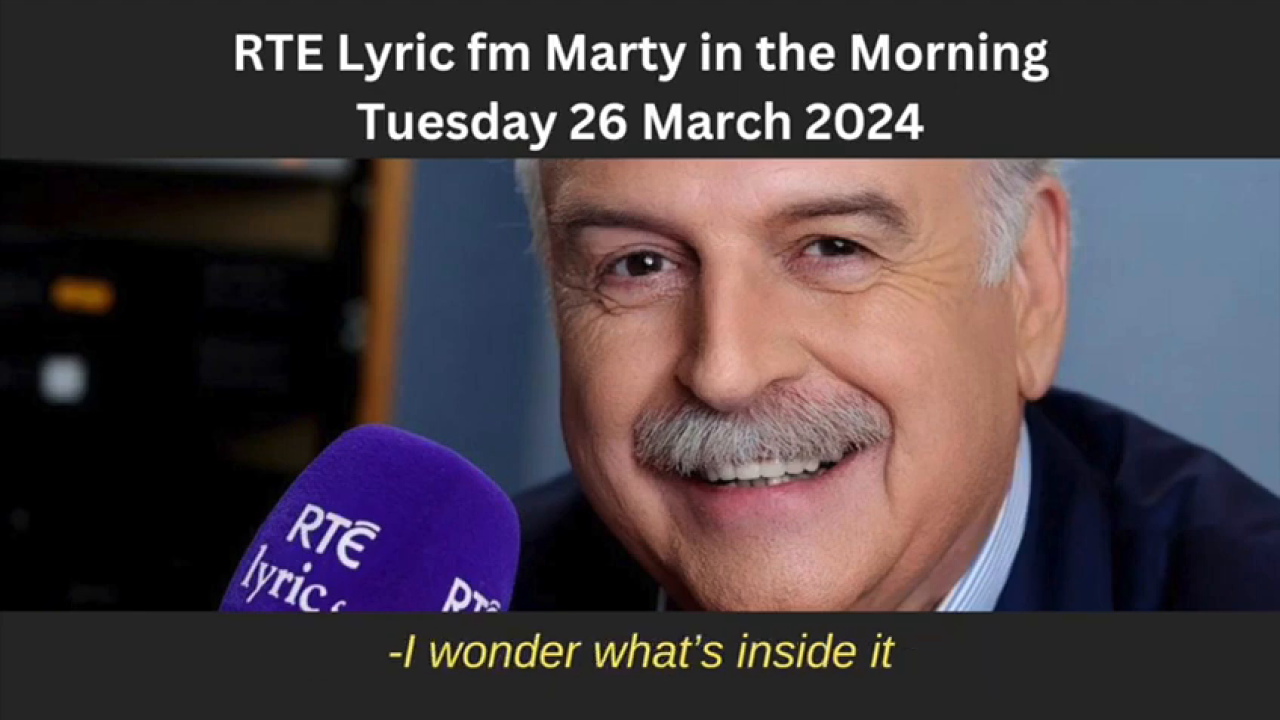 RTE Lyric fm Marty in the Morning
Tuesday 26 March 2024
RTÉ
lyric
RTÉ
-I wonder what's inside it